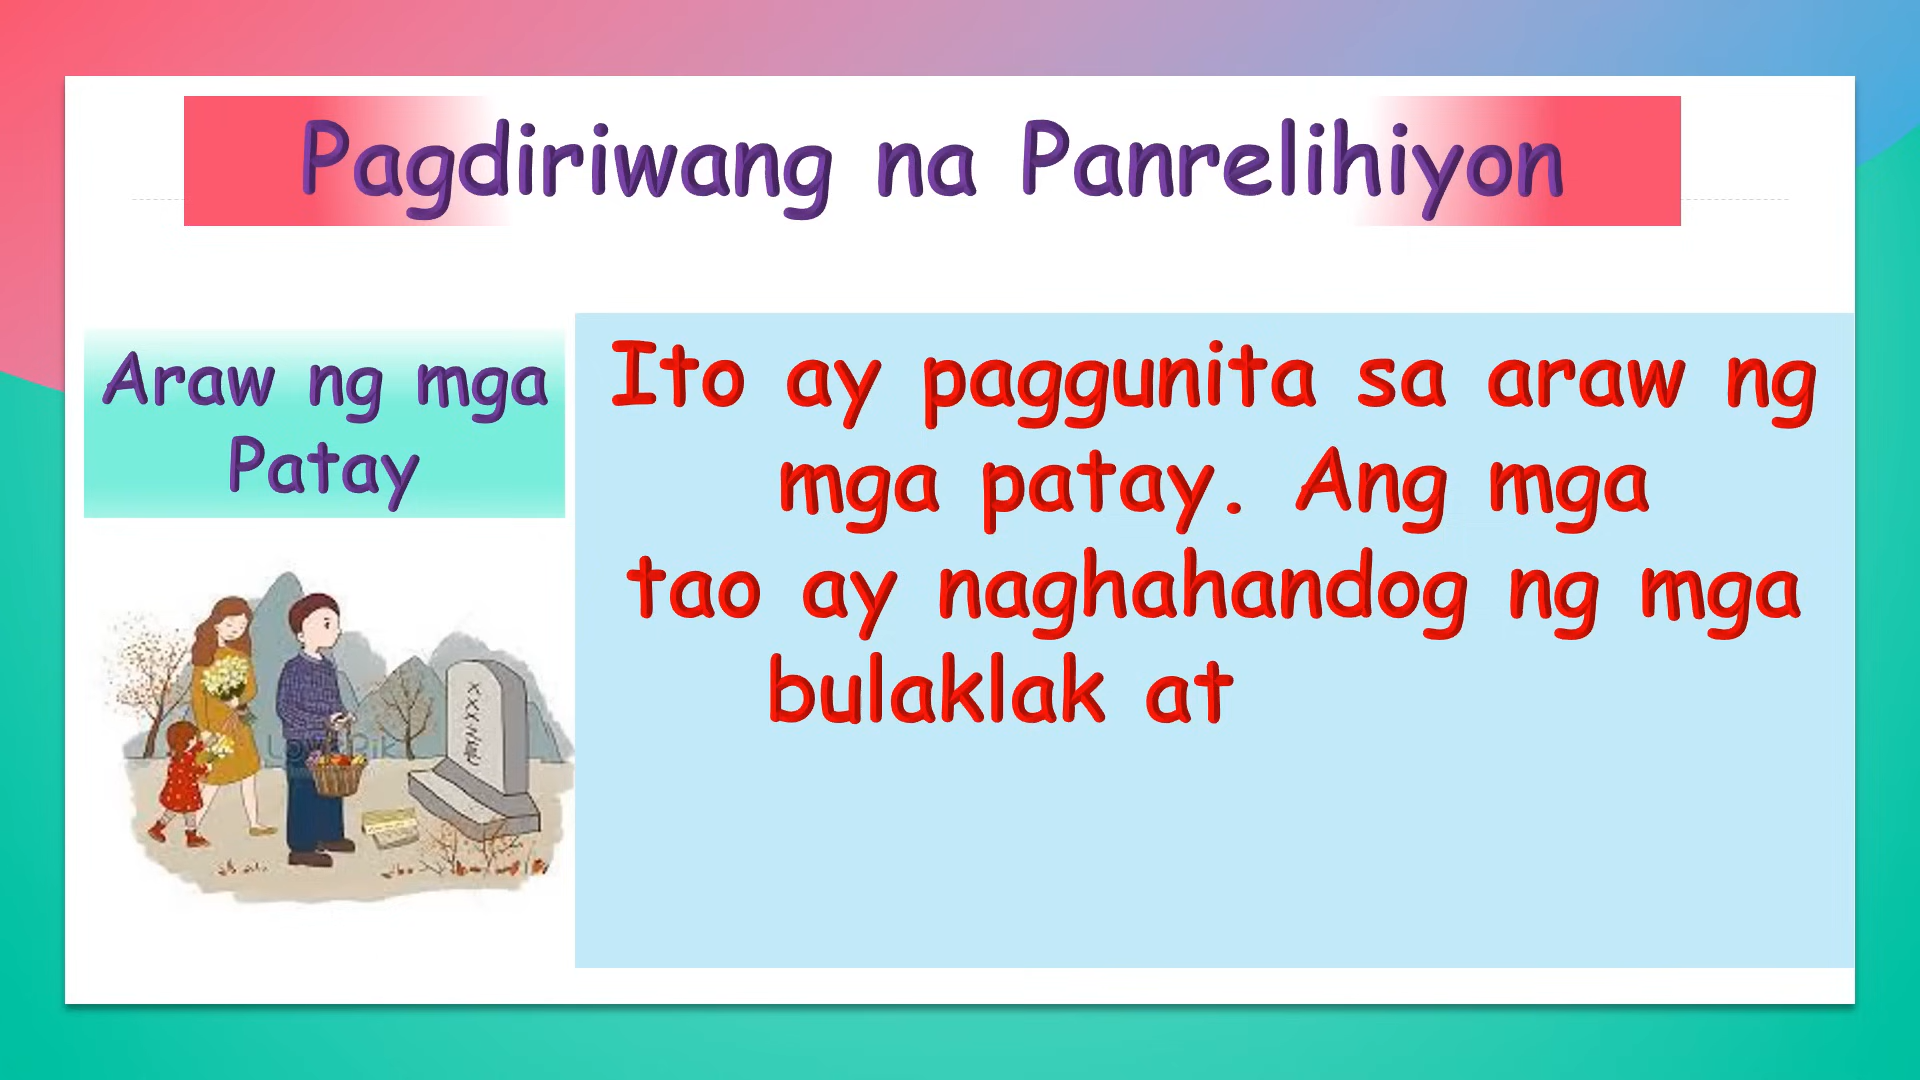 Pagdiriwang na Panrelihiyon
Araw ng mga
Patay
Ito ay paggunita sa araw ng
mga patay. Ang mga
tao ay naghahandog ng mga
bulaklak at